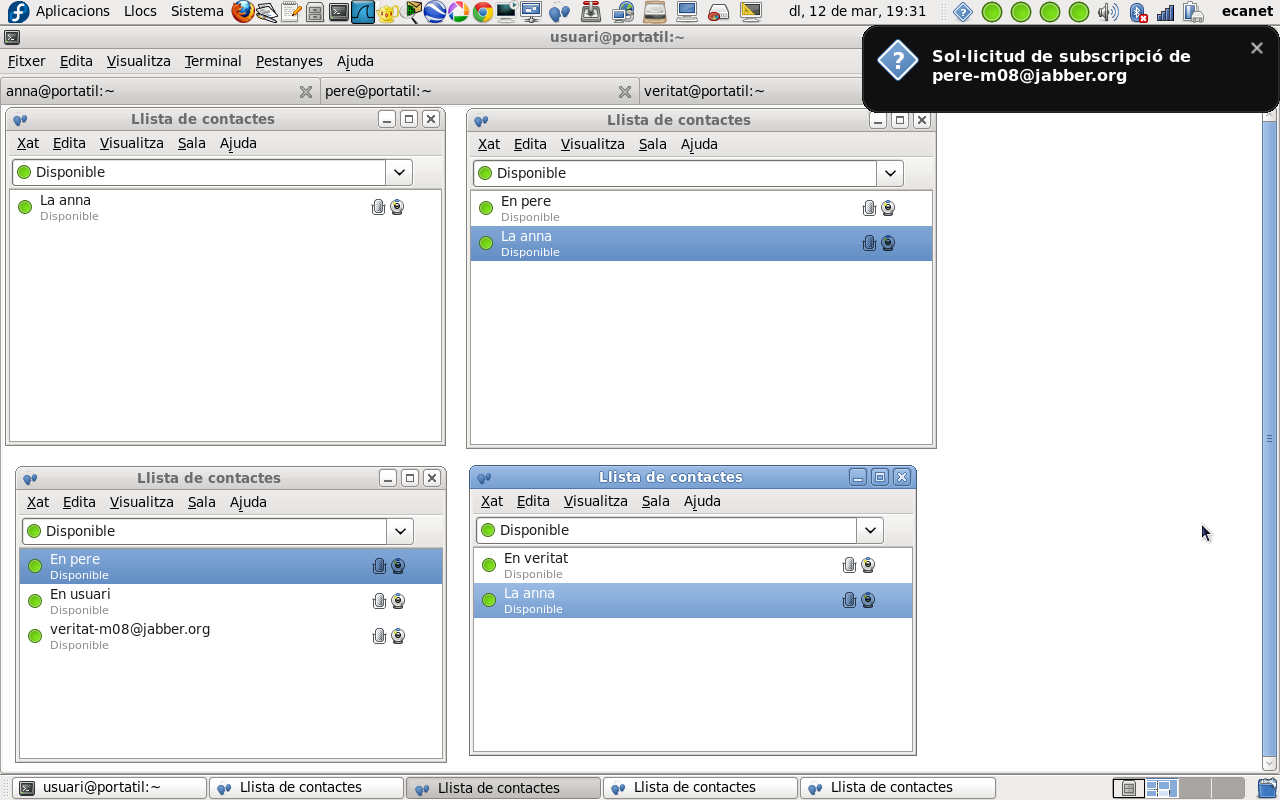 Aplicacions Llocs Sistema dl, 12 de mar, 19:31 ecanet
usuari@portatil:~
Fitxer Edita Visualitza Terminal Pestanyes Ajuda
Sol·licitud de subscripció de
pere-m08@jabber.org
anna@portatil:~ pere@portatil:~ veritat@portatil:~
Llista de contactes
Xat Edita Visualitza Sala Ajuda
Disponible
La anna
Disponible
Llista de contactes
Xat Edita Visualitza Sala Ajuda
Disponible
En pere
Disponible
La anna
Disponible
Llista de contactes
Xat Edita Visualitza Sala Ajuda
Disponible
En pere
Disponible
En usuari
Disponible
veritat-m08@jabber.org
Disponible
Llista de contactes
Xat Edita Visualitza Sala Ajuda
Disponible
En veritat
Disponible
La anna
Disponible
usuari@portatil:~ Llista de contactes Llista de contactes Llista de contactes Llista de contactes